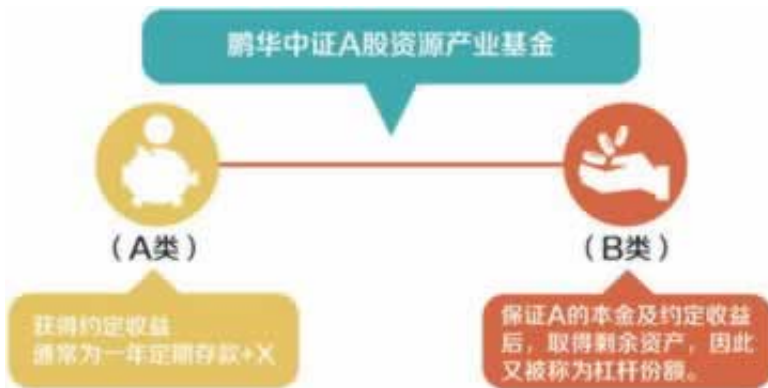 鹏华中证A股资源产业基金
（A类）
（B类）
获得约定收益
通常为一年定期存款+X
保证A的本金及约定收益
后，取得剩余资产，因此
又被称为杠杆份额。